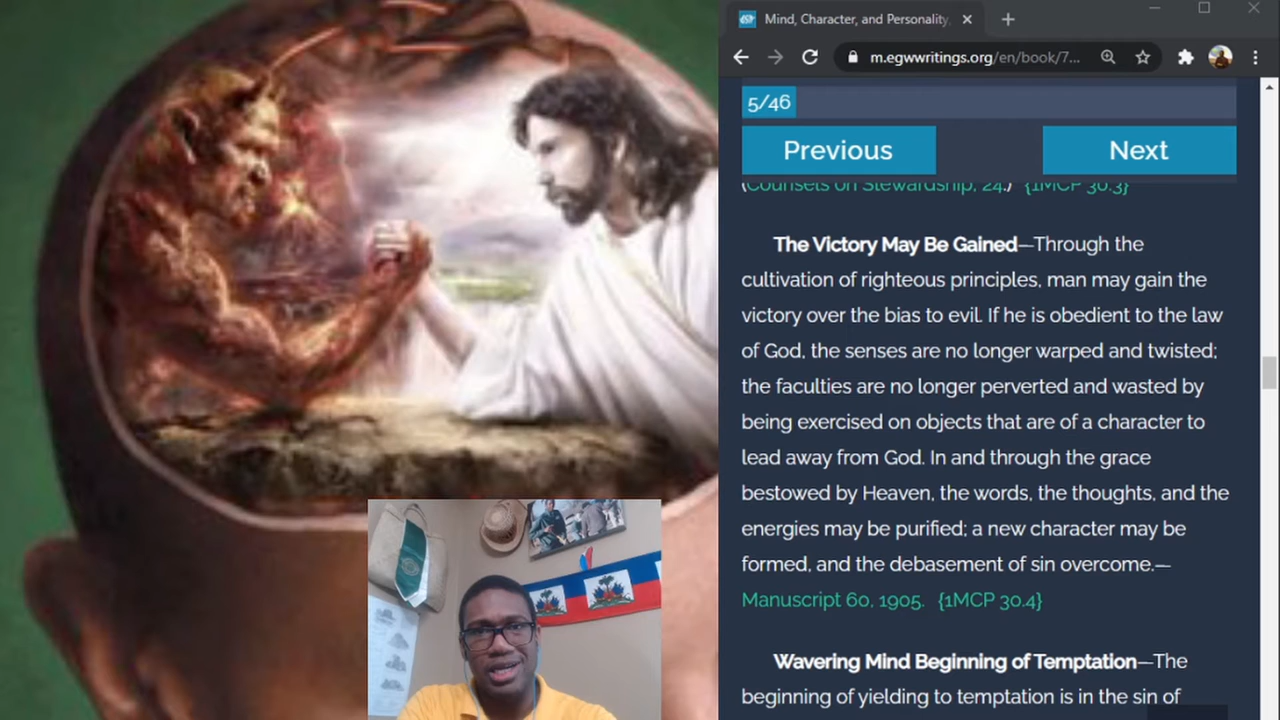 Mind, Character, and Personality,
m.egwwritings.org/en/book/7...
5/46
Previous
Next
(Counsels on Stewardship, 24.) {1MCP 30.3}
The Victory May Be Gained—Through the
cultivation of righteous principles, man may gain the
victory over the bias to evil. If he is obedient to the law
of God, the senses are no longer warped and twisted;
the faculties are no longer perverted and wasted by
being exercised on objects that are of a character to
lead away from God. In and through the grace
bestowed by Heaven, the words, the thoughts, and the
energies may be purified; a new character may be
formed, and the debasement of sin overcome.—
Manuscript 60, 1905. {1MCP 30.4}
Wavering Mind Beginning of Temptation—The
beginning of yielding to temptation is in the sin of